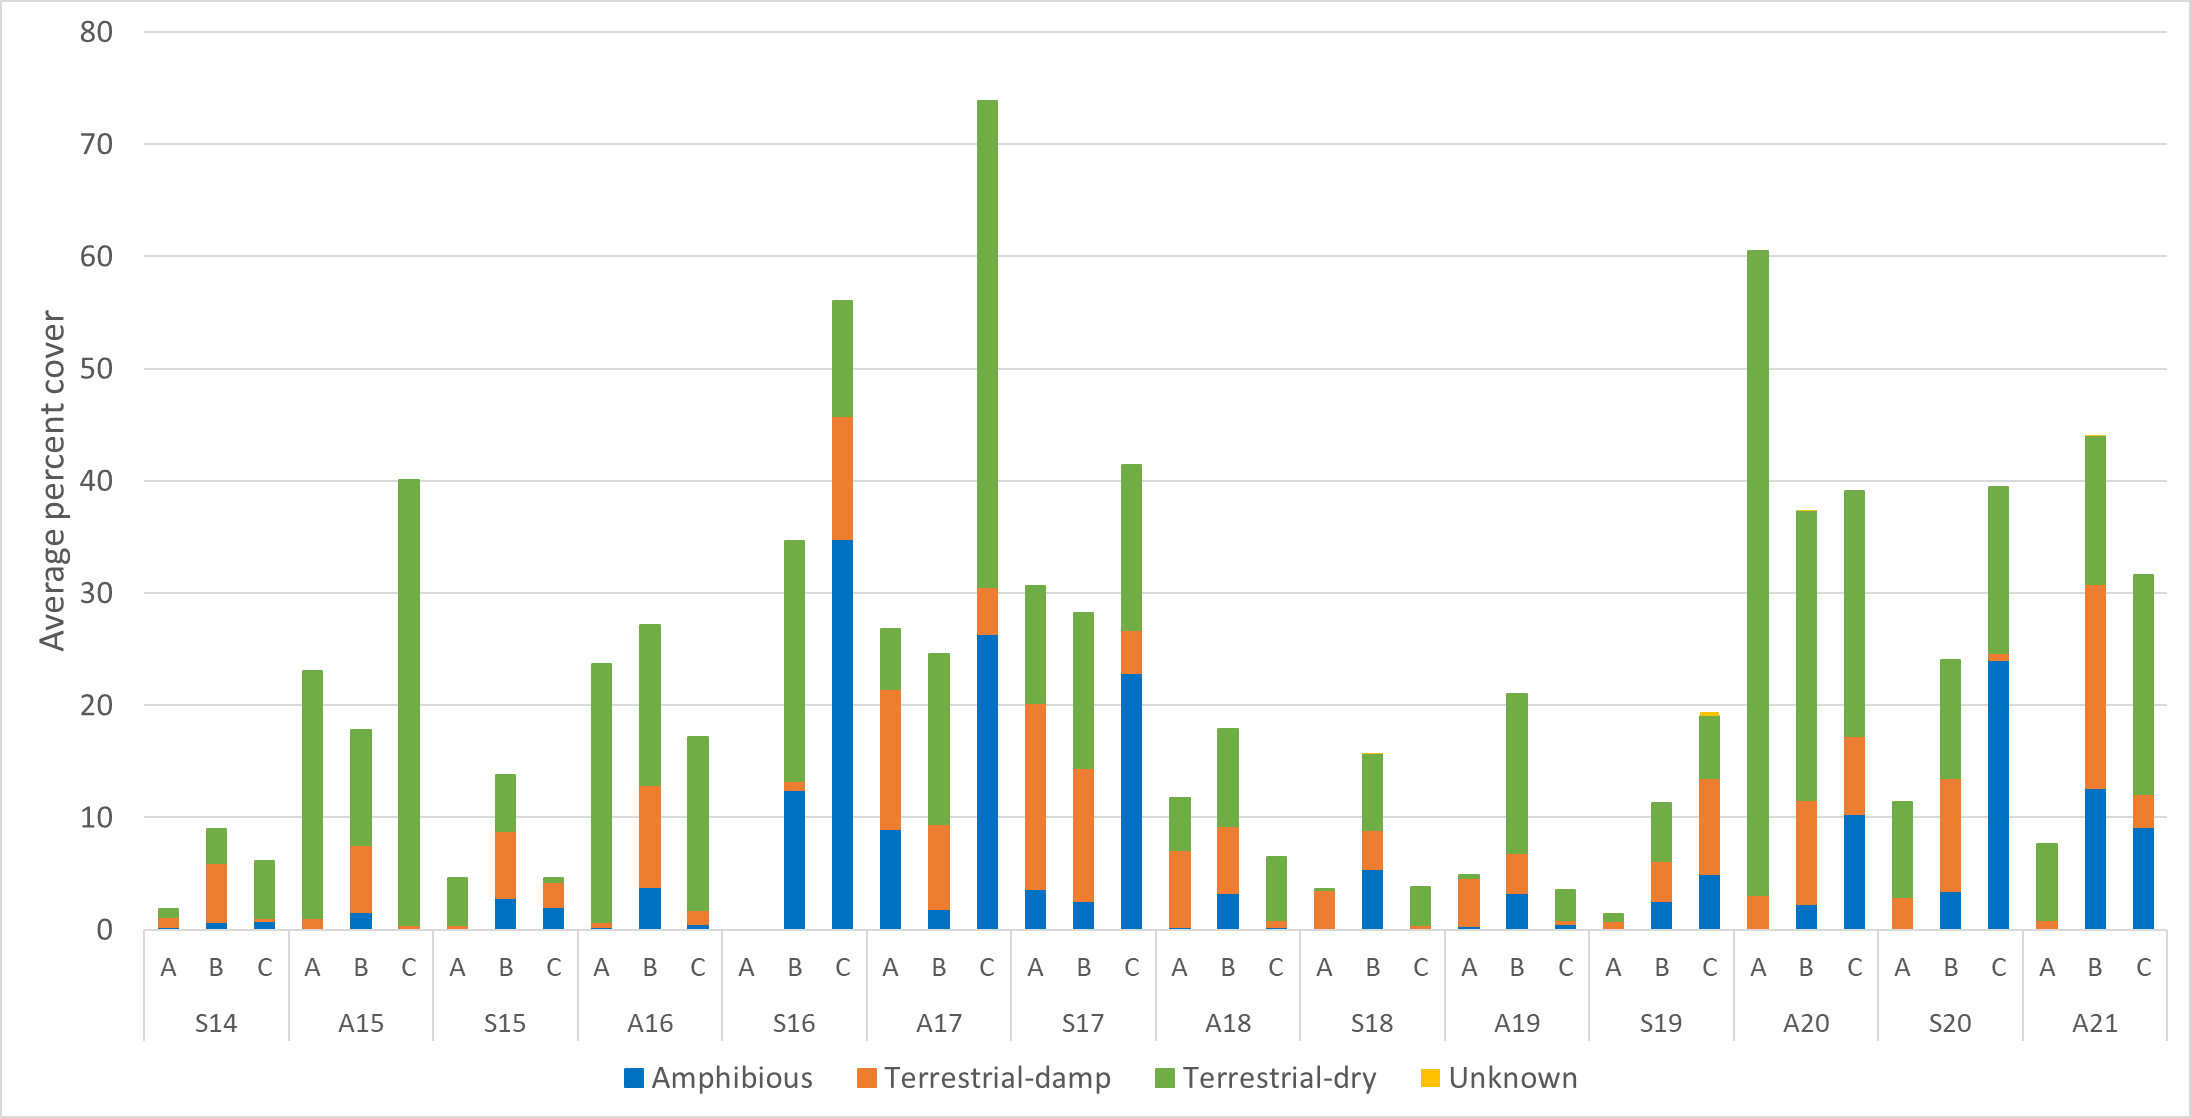 80
70
60
50
40
30
20
10
0
Average percent cover
A B C A B C A B C A B C A B C A B C A B C A B C A B C A B C A B C A B C A B C A B C
S14 A15 S15 A16 S16 A17 S17 A18 S18 A19 S19 A20 S20 A21
Amphibious Terrestrial-damp Terrestrial-dry Unknown